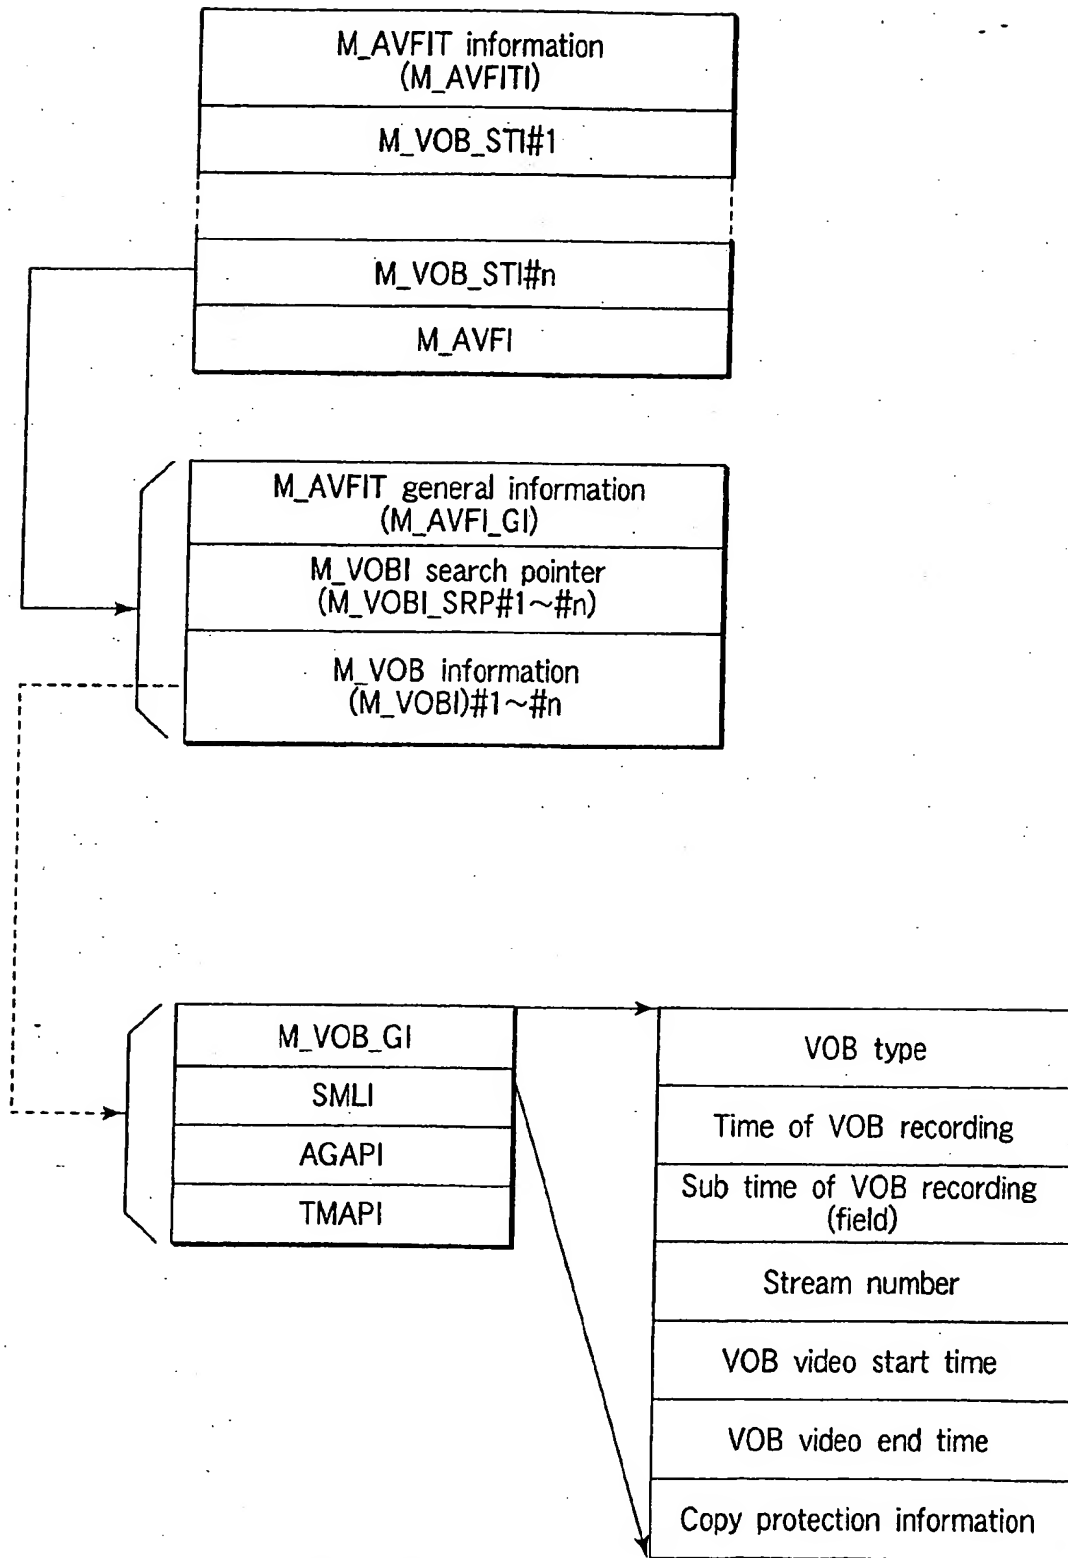 M_AVFIT information
(M_AVFITI)
M_VOB_STI#1
M_VOB_STI#n
M_AVFI
M_AVFIT general information
(M_AVFI_GI)
M_VOBI search pointer
(M_VOBI_SRP#1~#n)
M_VOB information
(M_VOBI)#1~#n
M_VOB_GI
SMLI
AGAPI
TMAPI
VOB type
Time of VOB recording
Sub time of VOB recording
(field)
Stream number
VOB video start time
VOB video end time
Copy protection information